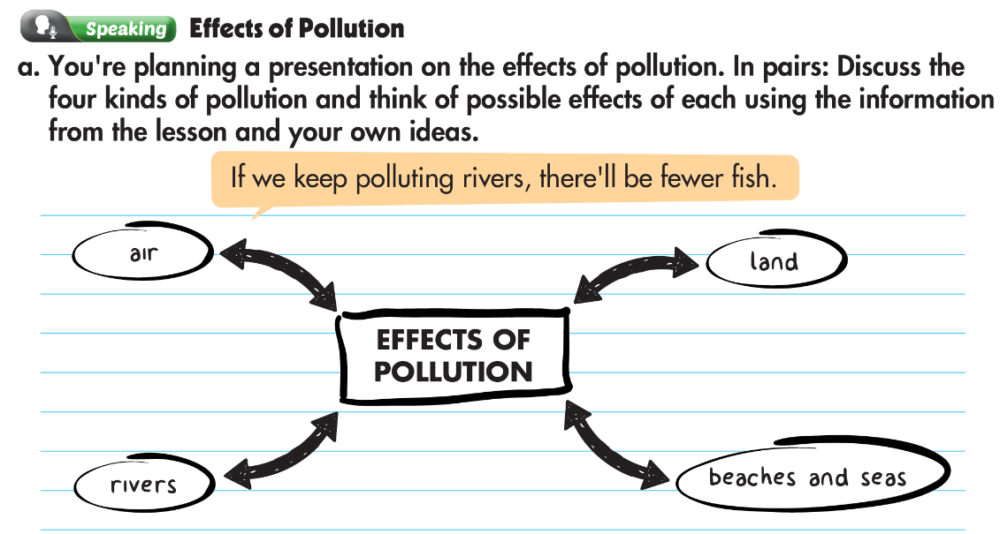 Speaking Effects of Pollution
a. You're planning a presentation on the effects of pollution. In pairs: Discuss the
four kinds of pollution and think of possible effects of each using the information
from the lesson and your own ideas.
If we keep polluting rivers, there'll be fewer fish.
air
land
EFFECTS OF
POLLUTION
rivers
beaches and seas